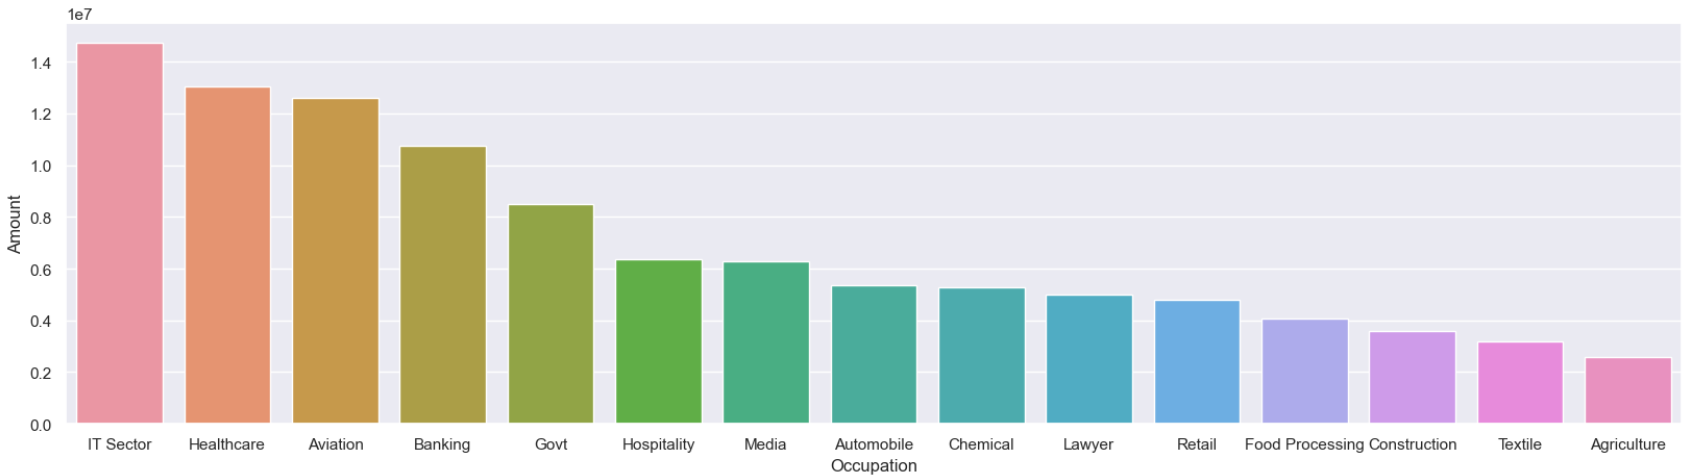 1e7
1.4
1.2
1.0
0.8
0.6
0.4
0.2
0.0
Amount
IT Sector Healthcare Aviation Banking Govt Hospitality Media Automobile Chemical Lawyer Retail Food Processing Construction Textile Agriculture
Occupation